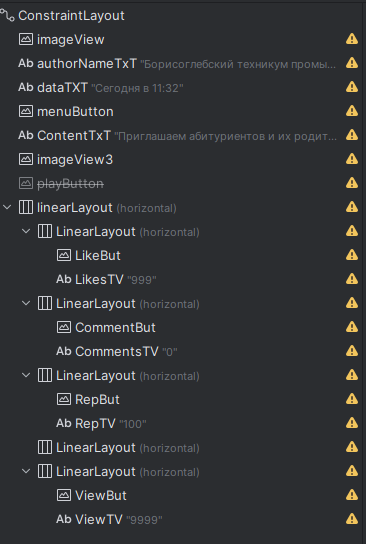 ConstraintLayout
imageView
Ab authorNameTxT "Борисоглебский техникум промы...
Ab dataTXT "Сегодня в 11:32"
menuButton
Ab ContentTxT "Приглашаем абитуриентов и их родит...
imageView3
playButton
linearLayout (horizontal)
LinearLayout (horizontal)
LikeBut
Ab LikesTV "999"
LinearLayout (horizontal)
CommentBut
Ab CommentsTV "0"
LinearLayout (horizontal)
RepBut
Ab RepTV "100"
LinearLayout (horizontal)
LinearLayout (horizontal)
ViewBut
Ab ViewTV "9999"